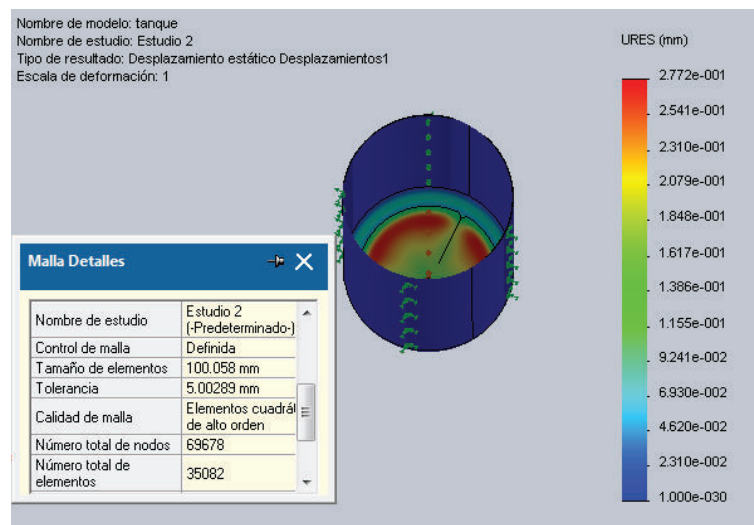 Nombre de modelo: tanque
Nombre de estudio: Estudio 2
Tipo de resultado: Desplazamiento estático Desplazamientos1
Escala de deformación: 1
URES (mm)
2.772e-001
2.541e-001
2.310e-001
2.079e-001
1.848e-001
1.617e-001
1.386e-001
1.155e-001
9.241e-002
6.930e-002
4.620e-002
2.310e-002
1.000e-030
Malla Detalles
Nombre de estudio
Estudio 2
(-Predeterminado-)
Control de malla
Definida
Tamaño de elementos
100.058 mm
Tolerancia
5.00289 mm
Calidad de malla
Elementos cuadrál
de alto orden
Número total de nodos
69678
Número total de
elementos
35082